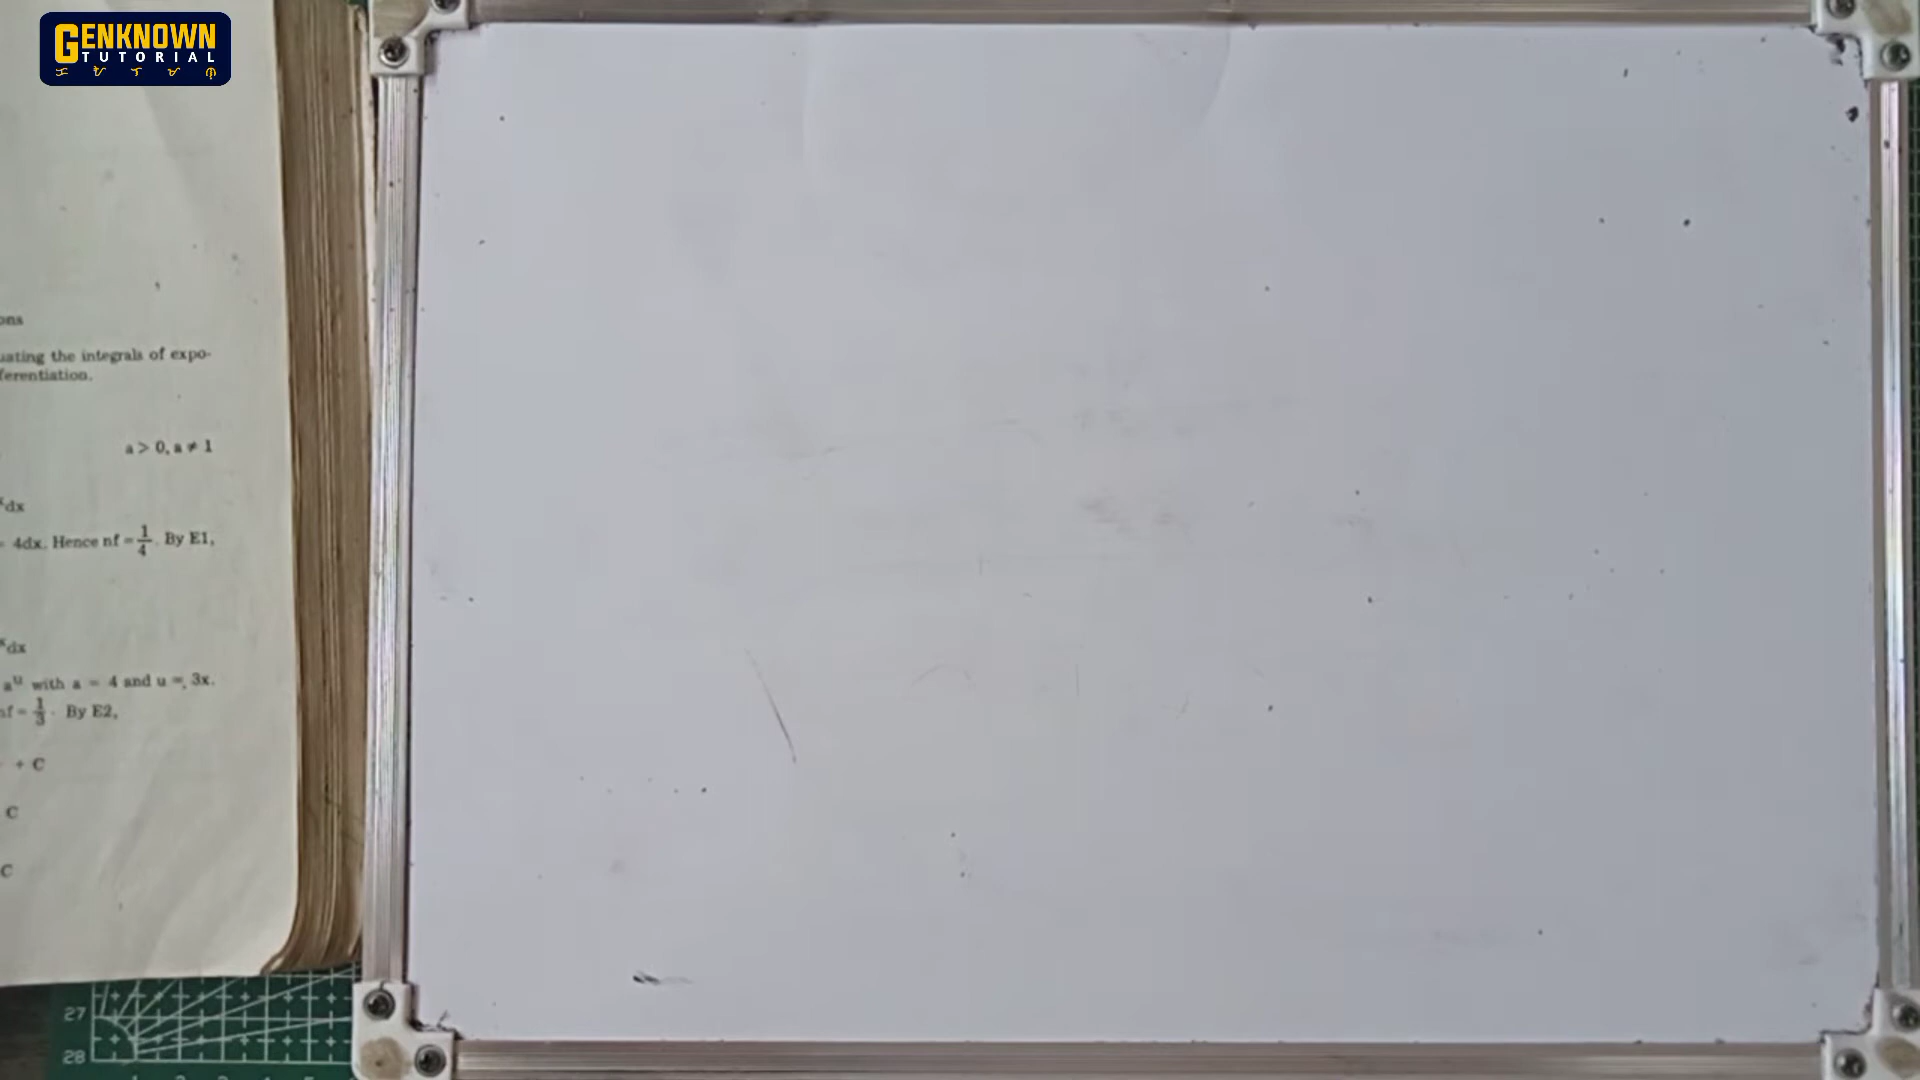 GENKNOWN
TUTORIAL
ons
uating the integrals of expo-
ferentiation.
a > 0, a ≠ 1
dx
= 4dx. Hence nf = 1/4. By E1,
dx
a^u with a = 4 and u = 3x.
nf = 1/3. By E2,
+ C
C
C
27
28